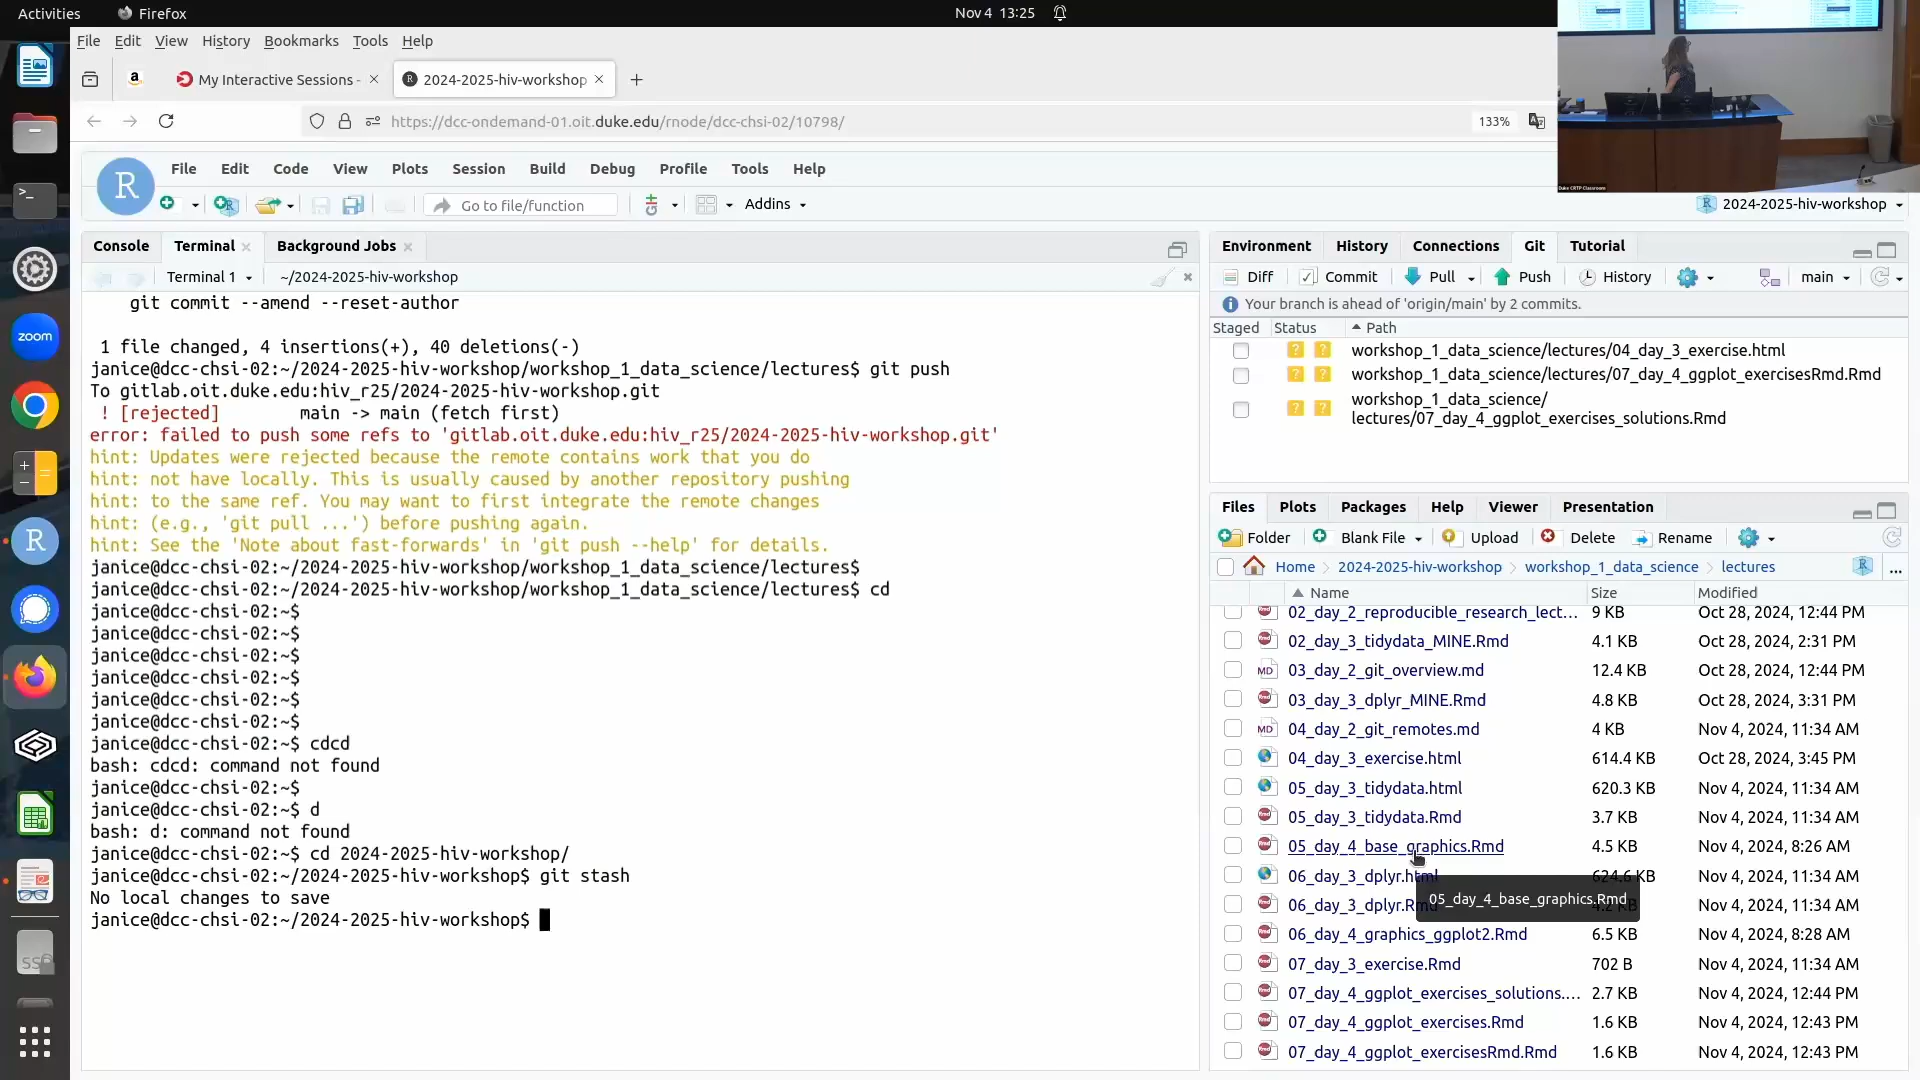 Activities
Firefox
Nov 4 13:25
File Edit View History Bookmarks Tools Help
My Interactive Sessions -
2024-2025-hiv-workshop
https://dcc-ondemand-01.oit.duke.edu/rnode/dcc-chsi-02/10798/
133%
Duke CRTP Classroom
R
File Edit Code View Plots Session Build Debug Profile Tools Help
Go to file/function
Addins
2024-2025-hiv-workshop
Console Terminal Background Jobs
Terminal 1 ~/2024-2025-hiv-workshop
git commit --amend --reset-author
1 file changed, 4 insertions(+), 40 deletions(-)
janice@dcc-chsi-02:~/2024-2025-hiv-workshop/workshop_1_data_science/lectures$ git push
To gitlab.oit.duke.edu:hiv_r25/2024-2025-hiv-workshop.git
! [rejected] main -> main (fetch first)
error: failed to push some refs to 'gitlab.oit.duke.edu:hiv_r25/2024-2025-hiv-workshop.git'
hint: Updates were rejected because the remote contains work that you do
hint: not have locally. This is usually caused by another repository pushing
hint: to the same ref. You may want to first integrate the remote changes
hint: (e.g., 'git pull ...') before pushing again.
hint: See the 'Note about fast-forwards' in 'git push --help' for details.
janice@dcc-chsi-02:~/2024-2025-hiv-workshop/workshop_1_data_science/lectures$
janice@dcc-chsi-02:~/2024-2025-hiv-workshop/workshop_1_data_science/lectures$ cd
janice@dcc-chsi-02:~$
janice@dcc-chsi-02:~$
janice@dcc-chsi-02:~$
janice@dcc-chsi-02:~$
janice@dcc-chsi-02:~$
janice@dcc-chsi-02:~$
janice@dcc-chsi-02:~$ cdcd
bash: cdcd: command not found
janice@dcc-chsi-02:~$
janice@dcc-chsi-02:~$ d
bash: d: command not found
janice@dcc-chsi-02:~$ cd 2024-2025-hiv-workshop/
janice@dcc-chsi-02:~/2024-2025-hiv-workshop$ git stash
No local changes to save
janice@dcc-chsi-02:~/2024-2025-hiv-workshop$
Environment History Connections Git Tutorial
Diff Commit Pull Push History main
Your branch is ahead of 'origin/main' by 2 commits.
Staged Status Path
workshop_1_data_science/lectures/04_day_3_exercise.html
workshop_1_data_science/lectures/07_day_4_ggplot_exercisesRmd.Rmd
workshop_1_data_science/
lectures/07_day_4_ggplot_exercises_solutions.Rmd
Files Plots Packages Help Viewer Presentation
Folder Blank File Upload Delete Rename
Home 2024-2025-hiv-workshop workshop_1_data_science lectures ...
Name Size Modified
02_day_2_reproducible_research_lect... 9 KB Oct 28, 2024, 12:44 PM
02_day_3_tidydata_MINE.Rmd 4.1 KB Oct 28, 2024, 2:31 PM
03_day_2_git_overview.md 12.4 KB Oct 28, 2024, 12:44 PM
03_day_3_dplyr_MINE.Rmd 4.8 KB Oct 28, 2024, 3:31 PM
04_day_2_git_remotes.md 4 KB Nov 4, 2024, 11:34 AM
04_day_3_exercise.html 614.4 KB Oct 28, 2024, 3:45 PM
05_day_3_tidydata.html 620.3 KB Nov 4, 2024, 11:34 AM
05_day_3_tidydata.Rmd 3.7 KB Nov 4, 2024, 11:34 AM
05_day_4_base_graphics.Rmd 4.5 KB Nov 4, 2024, 8:26 AM
06_day_3_dplyr.html 624.6 KB Nov 4, 2024, 11:34 AM
05_day_4_base_graphics.Rmd
06_day_3_dplyr.Rmd 4.2 KB Nov 4, 2024, 11:34 AM
06_day_4_graphics_ggplot2.Rmd 6.5 KB Nov 4, 2024, 8:28 AM
07_day_3_exercise.Rmd 702 B Nov 4, 2024, 11:34 AM
07_day_4_ggplot_exercises_solutions.... 2.7 KB Nov 4, 2024, 12:44 PM
07_day_4_ggplot_exercises.Rmd 1.6 KB Nov 4, 2024, 12:43 PM
07_day_4_ggplot_exercisesRmd.Rmd 1.6 KB Nov 4, 2024, 12:43 PM
zoom
R
SSD